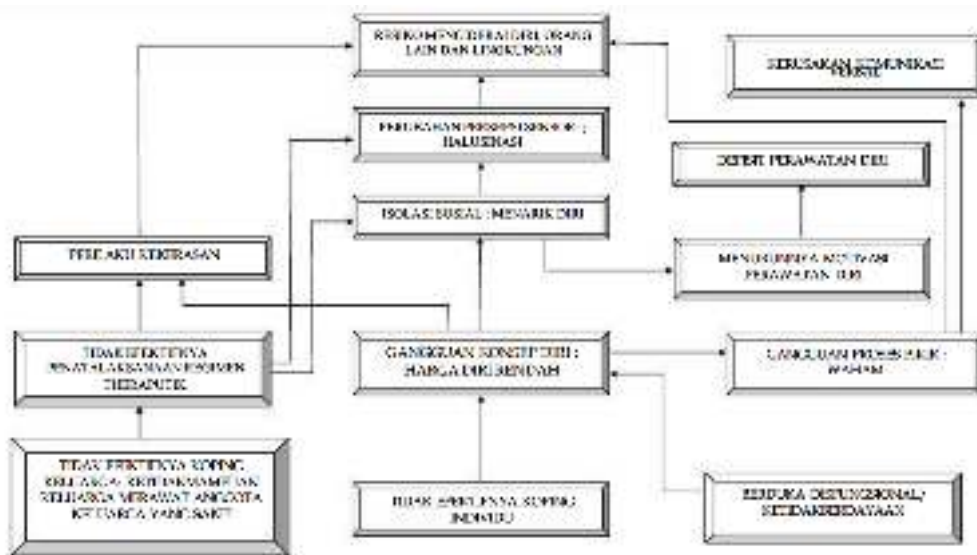 RESIKO MENCIDERAI DIRI, ORANG
LAIN DAN LINGKUNGAN
KERUSAKAN KOMUNIKASI
VERBAL
PERUBAHAN PERSEPSI SENSORI :
HALUSINASI
DEFISIT PERAWATAN DIRI
ISOLASI SOSIAL : MENARIK DIRI
PERILAKU KEKERASAN
MENURUNNYA MOTIVASI
PERAWATAN DIRI
TIDAK EFEKTIFNYA
PENATALAKSANAAN REGIMEN
THERAPUTIK
GANGGUAN KONSEP DIRI :
HARGA DIRI RENDAH
GANGGUAN PROSES PIKIR :
WAHAM
TIDAK EFEKTIFNYA KOPING
KELUARGA: KETIDAKMAMPUAN
KELUARGA MERAWAT ANGGOTA
KELUARGA YANG SAKIT
TIDAK EFEKTIFNYA KOPING
INDIVIDU
BERDUKA DISFUNGSIONAL/
KETIDAKBERDAYAAN